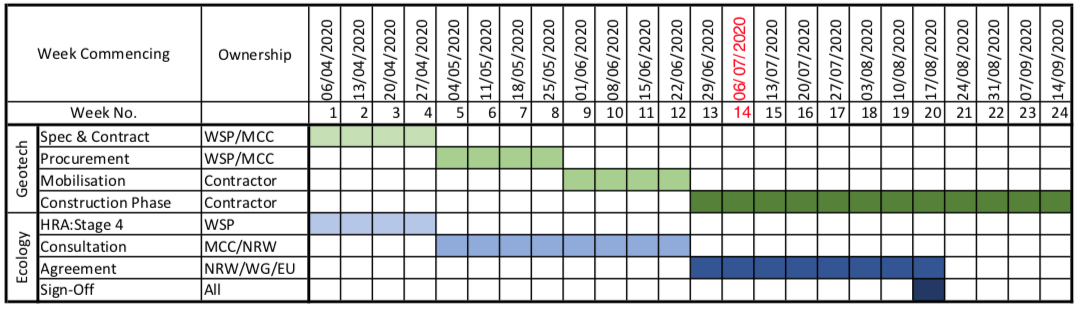 Week Commencing Ownership 06/04/2020 13/04/2020 20/04/2020 27/04/2020 04/05/2020 11/05/2020 18/05/2020 25/05/2020 01/06/2020 08/06/2020 15/06/2020 22/06/2020 29/06/2020 06/07/2020 13/07/2020 20/07/2020 27/07/2020 03/08/2020 10/08/2020 17/08/2020 24/08/2020 31/08/2020 07/09/2020 14/09/2020
Week No. 1 2 3 4 5 6 7 8 9 10 11 12 13 14 15 16 17 18 19 20 21 22 23 24
Geotech
Spec & Contract WSP/MCC
Procurement WSP/MCC
Mobilisation Contractor
Construction Phase Contractor
Ecology
HRA:Stage 4 WSP
Consultation MCC/NRW
Agreement NRW/WG/EU
Sign-Off All